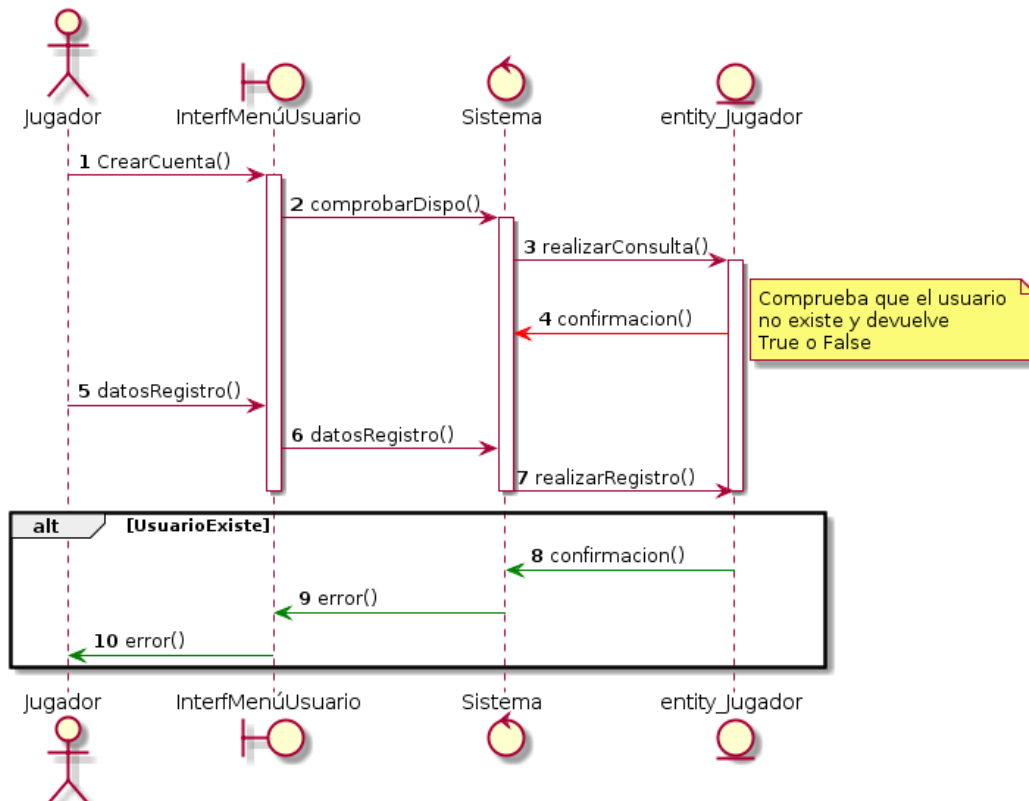 Jugador
InterfMenúUsuario
Sistema
entity_Jugador
1 CrearCuenta()
2 comprobarDispo()
3 realizarConsulta()
Comprueba que el usuario
no existe y devuelve
True o False
4 confirmacion()
5 datosRegistro()
6 datosRegistro()
7 realizarRegistro()
alt [UsuarioExiste]
8 confirmacion()
9 error()
10 error()
Jugador
InterfMenúUsuario
Sistema
entity_Jugador